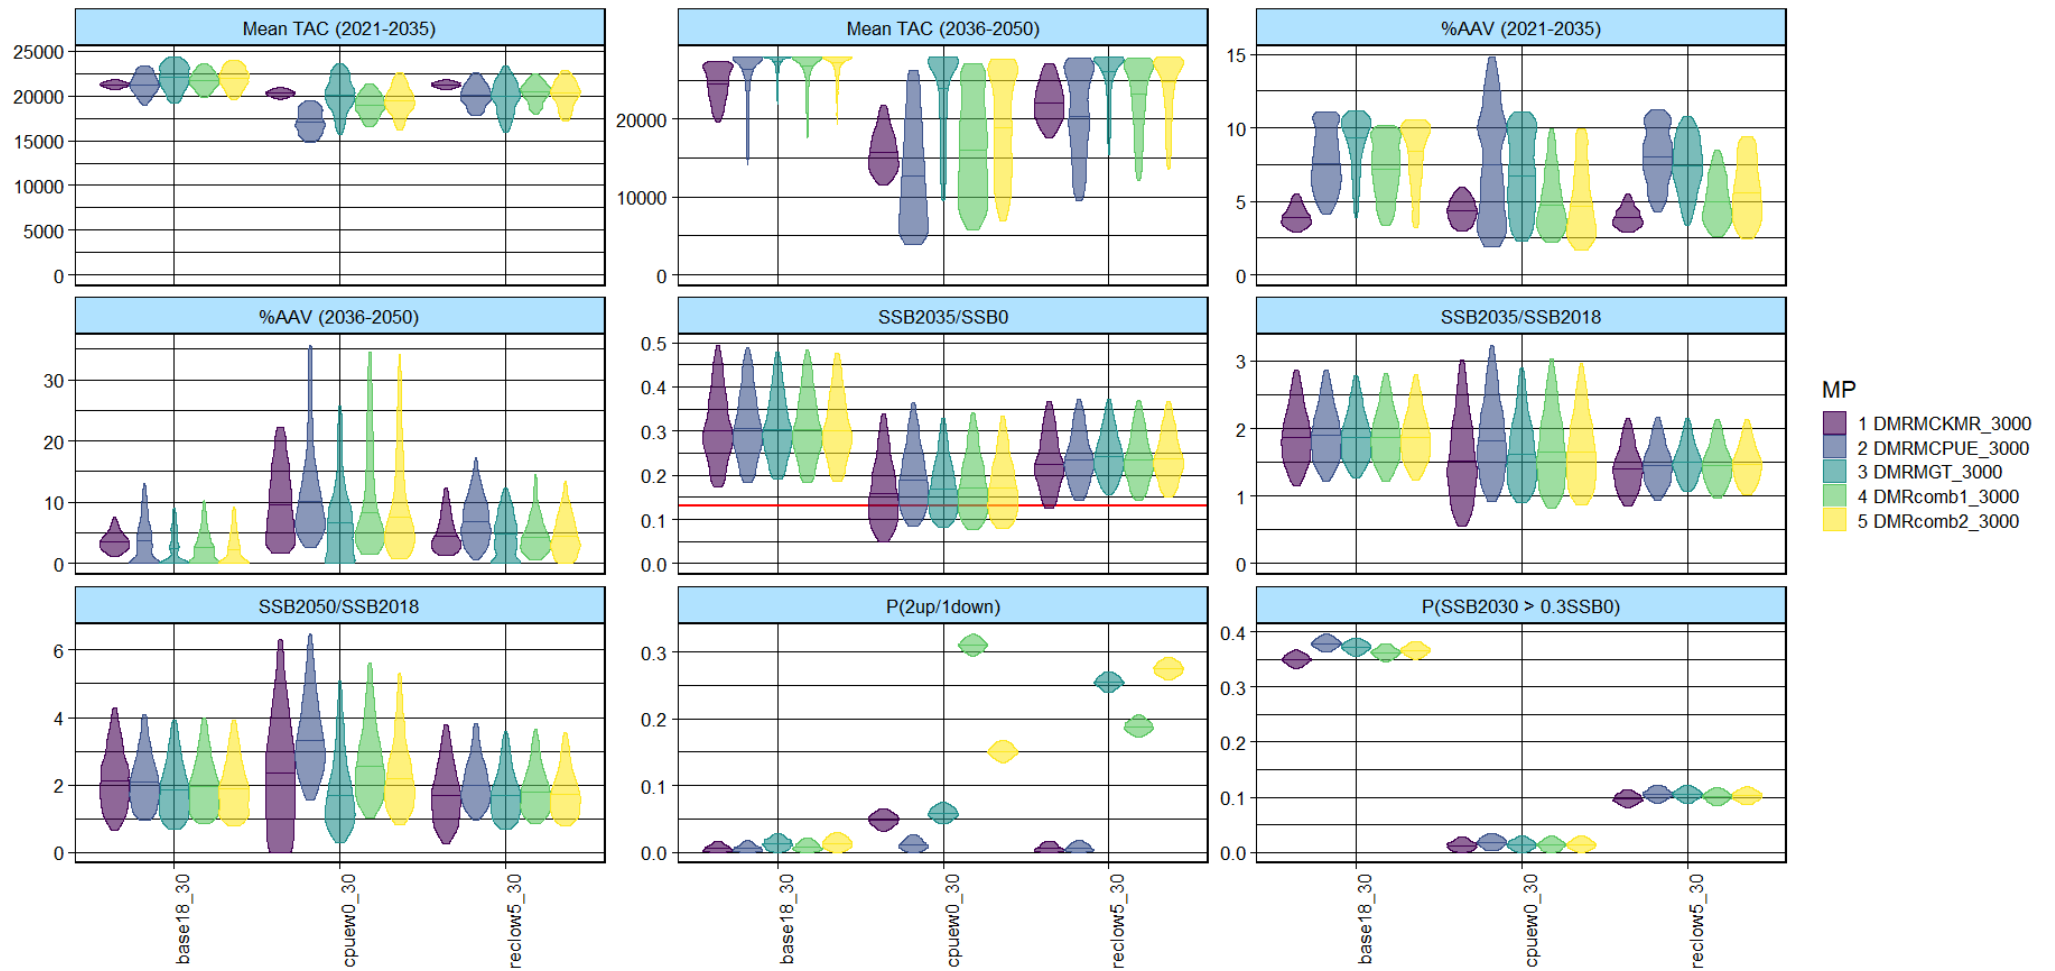 Mean TAC (2021-2035)
Mean TAC (2036-2050)
%AAV (2021-2035)
25000
20000
15000
10000
5000
0
20000
10000
0
15
10
5
0
%AAV (2036-2050)
SSB2035/SSB0
SSB2035/SSB2018
30
20
10
0
0.5
0.4
0.3
0.2
0.1
0.0
3
2
1
0
MP
1 DMRMCKMR_3000
2 DMRMCPUE_3000
3 DMRMGT_3000
4 DMRcomb1_3000
5 DMRcomb2_3000
SSB2050/SSB2018
P(2up/1down)
P(SSB2030 > 0.3SSB0)
6
4
2
0
0.3
0.2
0.1
0.0
0.4
0.3
0.2
0.1
0.0
base18_30
cpuew0_30
reclow5_30
base18_30
cpuew0_30
reclow5_30
base18_30
cpuew0_30
reclow5_30